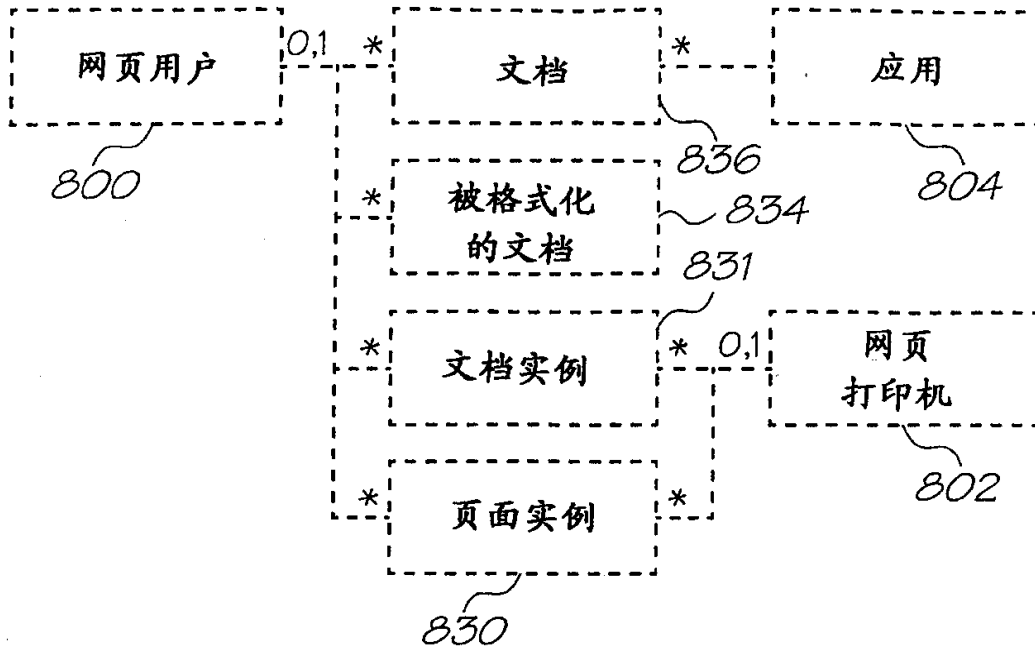 网页用户
0,1
*
文档
*
应用
800
836
804
*
被格式化
的文档
834
831
*
文档实例
*
0,1
网页
打印机
802
*
页面实例
*
830